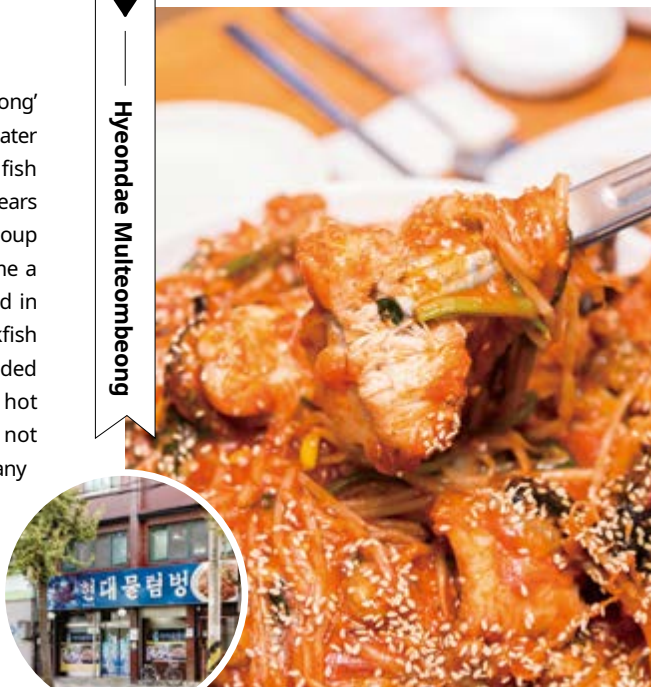 ong’
ater
fish
ears
oup
ne a
d in
kfish
ded
hot
not
any
Hyeondae Multeombeong
현대물텀벙